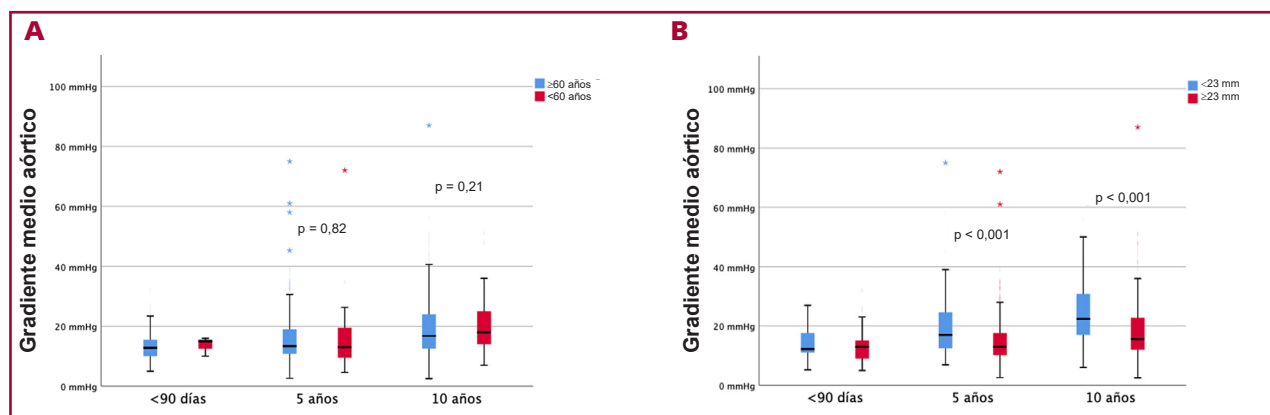 A
Gradiente medio aórtico
100 mmHg
80 mmHg
60 mmHg
40 mmHg
20 mmHg
0 mmHg
≥60 años
<60 años
p = 0,82
p = 0,21
<90 días
5 años
10 años
B
Gradiente medio aórtico
100 mmHg
80 mmHg
60 mmHg
40 mmHg
20 mmHg
0 mmHg
<23 mm
≥23 mm
p < 0,001
p < 0,001
<90 días
5 años
10 años